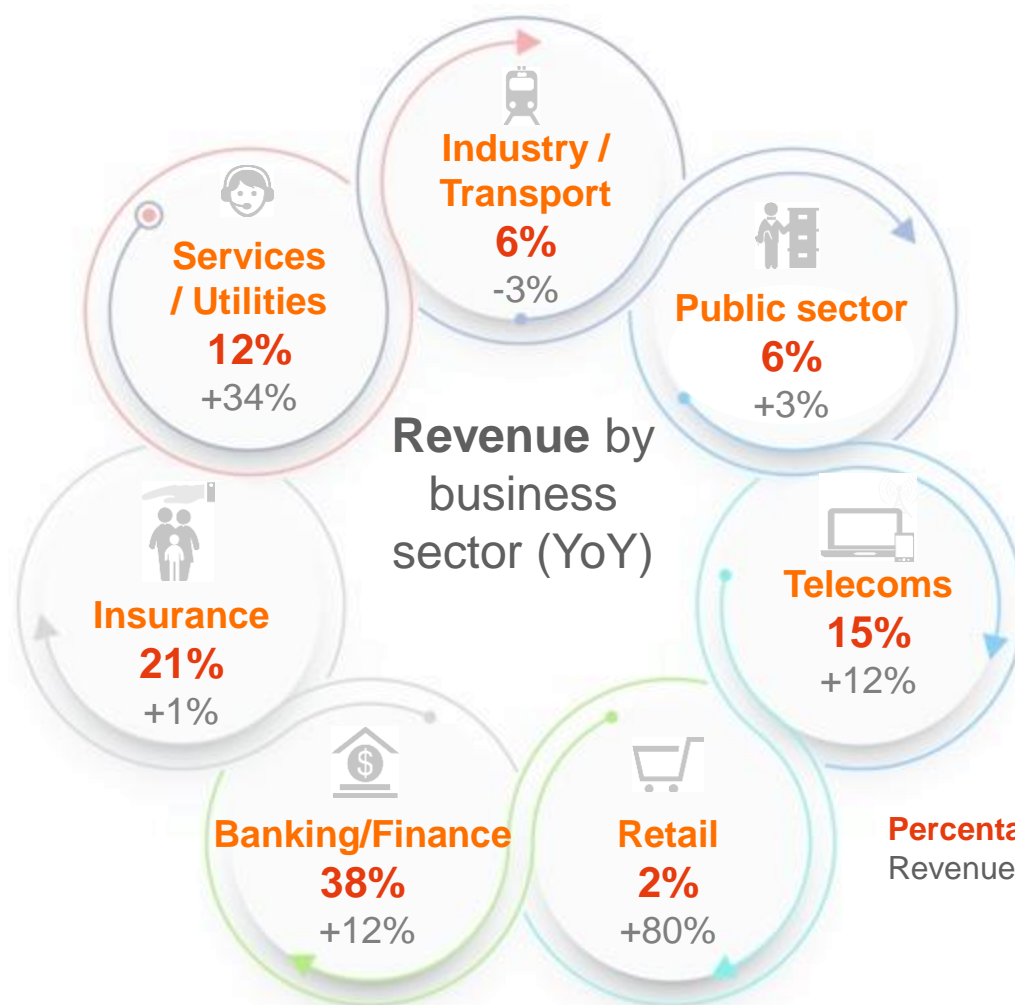 Industry /
Transport
6%
-3%
Public sector
6%
+3%
Telecoms
15%
+12%
Retail
2%
+80%
Banking/Finance
38%
+12%
Insurance
21%
+1%
Services
/ Utilities
12%
+34%
Revenue by
business
sector (YoY)
Revenue